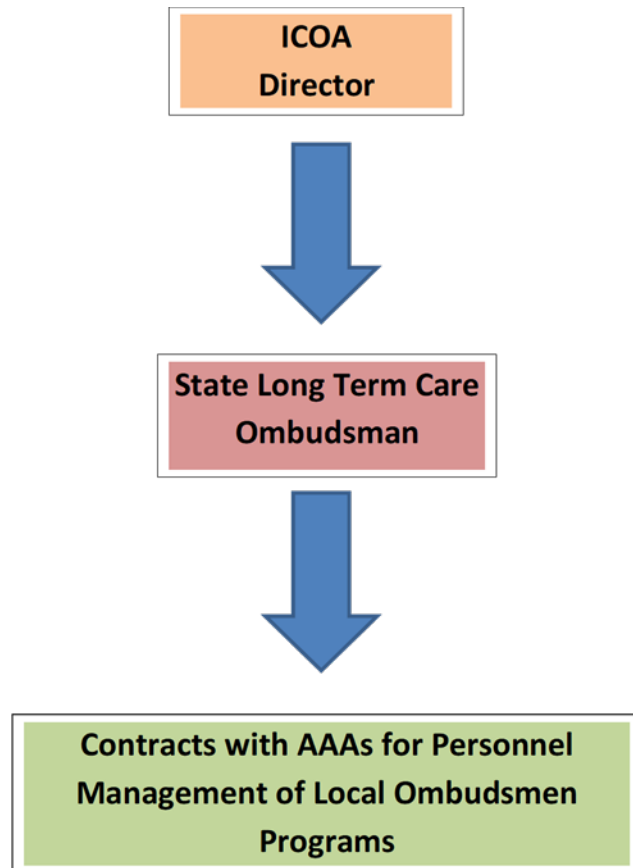 ICOA
Director
State Long Term Care
Ombudsman
Contracts with AAAs for Personnel
Management of Local Ombudsmen
Programs